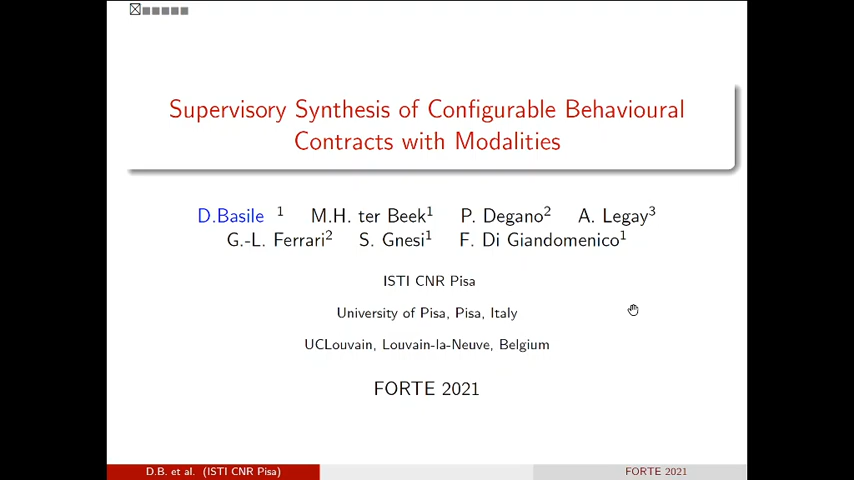 Supervisory Synthesis of Configurable Behavioural
Contracts with Modalities
D.Basile 1 M.H. ter Beek1 P. Degano2 A. Legay3
G.-L. Ferrari2 S. Gnesi1 F. Di Giandomenico1
ISTI CNR Pisa
University of Pisa, Pisa, Italy
UCLouvain, Louvain-la-Neuve, Belgium
FORTE 2021
D.B. et al. (ISTI CNR Pisa) FORTE 2021